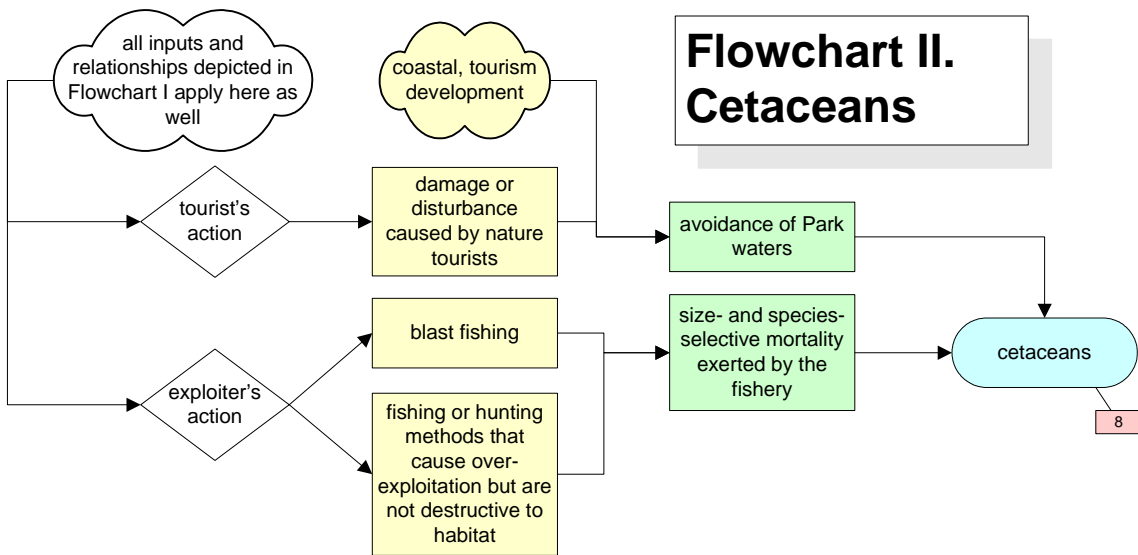 all inputs and
relationships depicted in
Flowchart I apply here as
well
coastal, tourism
development
Flowchart II.
Cetaceans
tourist's
action
damage or
disturbance
caused by nature
tourists
avoidance of Park
waters
blast fishing
size- and species-
selective mortality
exerted by the
fishery
cetaceans
exploiter's
action
fishing or hunting
methods that
cause over-
exploitation but are
not destructive to
habitat
8